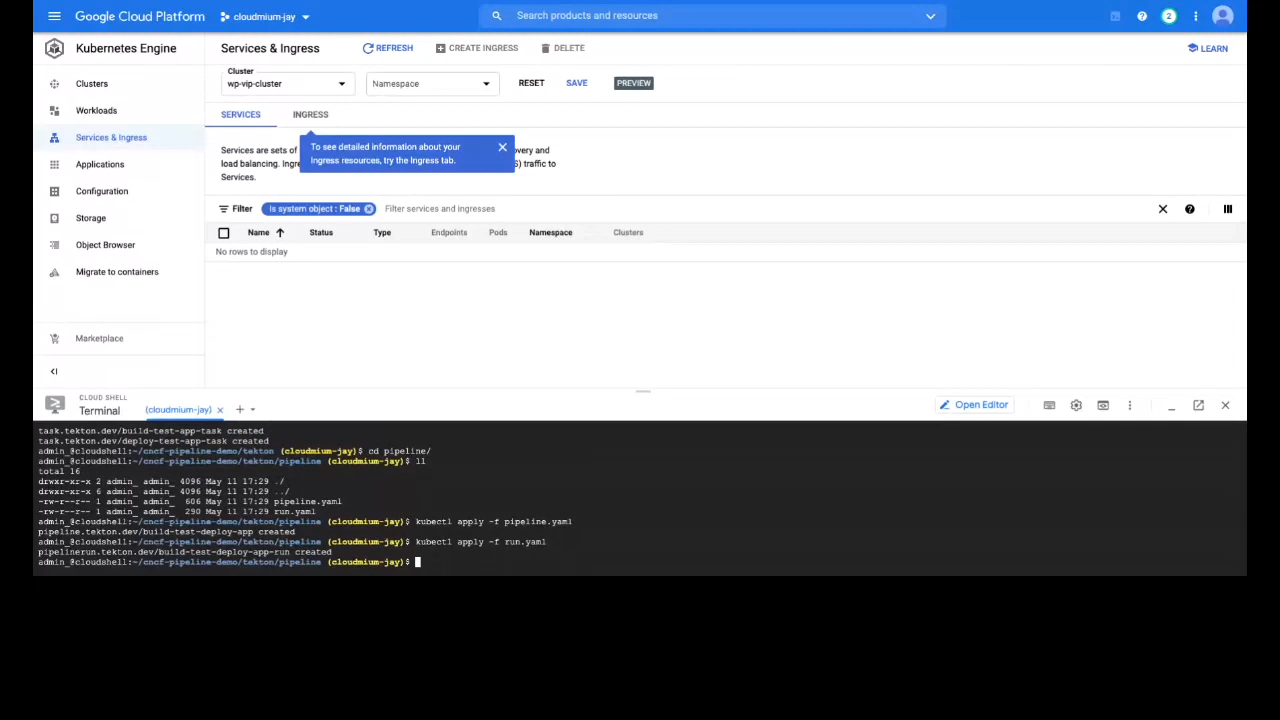 Google Cloud Platform
cloudmium-jay
Search products and resources
2
Kubernetes Engine
Services & Ingress
REFRESH
CREATE INGRESS
DELETE
LEARN
Clusters
Workloads
Services & Ingress
Applications
Configuration
Storage
Object Browser
Migrate to containers
Marketplace
Cluster
wp-vip-cluster
Namespace
RESET
SAVE
PREVIEW
SERVICES
INGRESS
To see detailed information about your
Ingress resources, try the Ingress tab.
Services are sets of
load balancing. traffic to
Services.
Filter
Is system object : False
Filter services and ingresses
Name Status Type Endpoints Pods Namespace Clusters
No rows to display
CLOUD SHELL
Terminal
(cloudmium-jay)
Open Editor
task.tekton.dev/build-test-app-task created
task.tekton.dev/deploy-test-app-task created
admin_@cloudshell:~/cncf-pipeline-demo/tekton (cloudmium-jay)$ cd pipeline/
admin_@cloudshell:~/cncf-pipeline-demo/tekton/pipeline (cloudmium-jay)$ ll
total 16
drwxr-xr-x 2 admin_ admin_ 4096 May 11 17:29 ./
drwxr-xr-x 6 admin_ admin_ 4096 May 11 17:29 ../
-rw-r--r-- 1 admin_ admin_  606 May 11 17:29 pipeline.yaml
-rw-r--r-- 1 admin_ admin_  290 May 11 17:29 run.yaml
admin_@cloudshell:~/cncf-pipeline-demo/tekton/pipeline (cloudmium-jay)$ kubectl apply -f pipeline.yaml
pipeline.tekton.dev/build-test-deploy-app created
admin_@cloudshell:~/cncf-pipeline-demo/tekton/pipeline (cloudmium-jay)$ kubectl apply -f run.yaml
pipelinerun.tekton.dev/build-test-deploy-app-run created
admin_@cloudshell:~/cncf-pipeline-demo/tekton/pipeline (cloudmium-jay)$